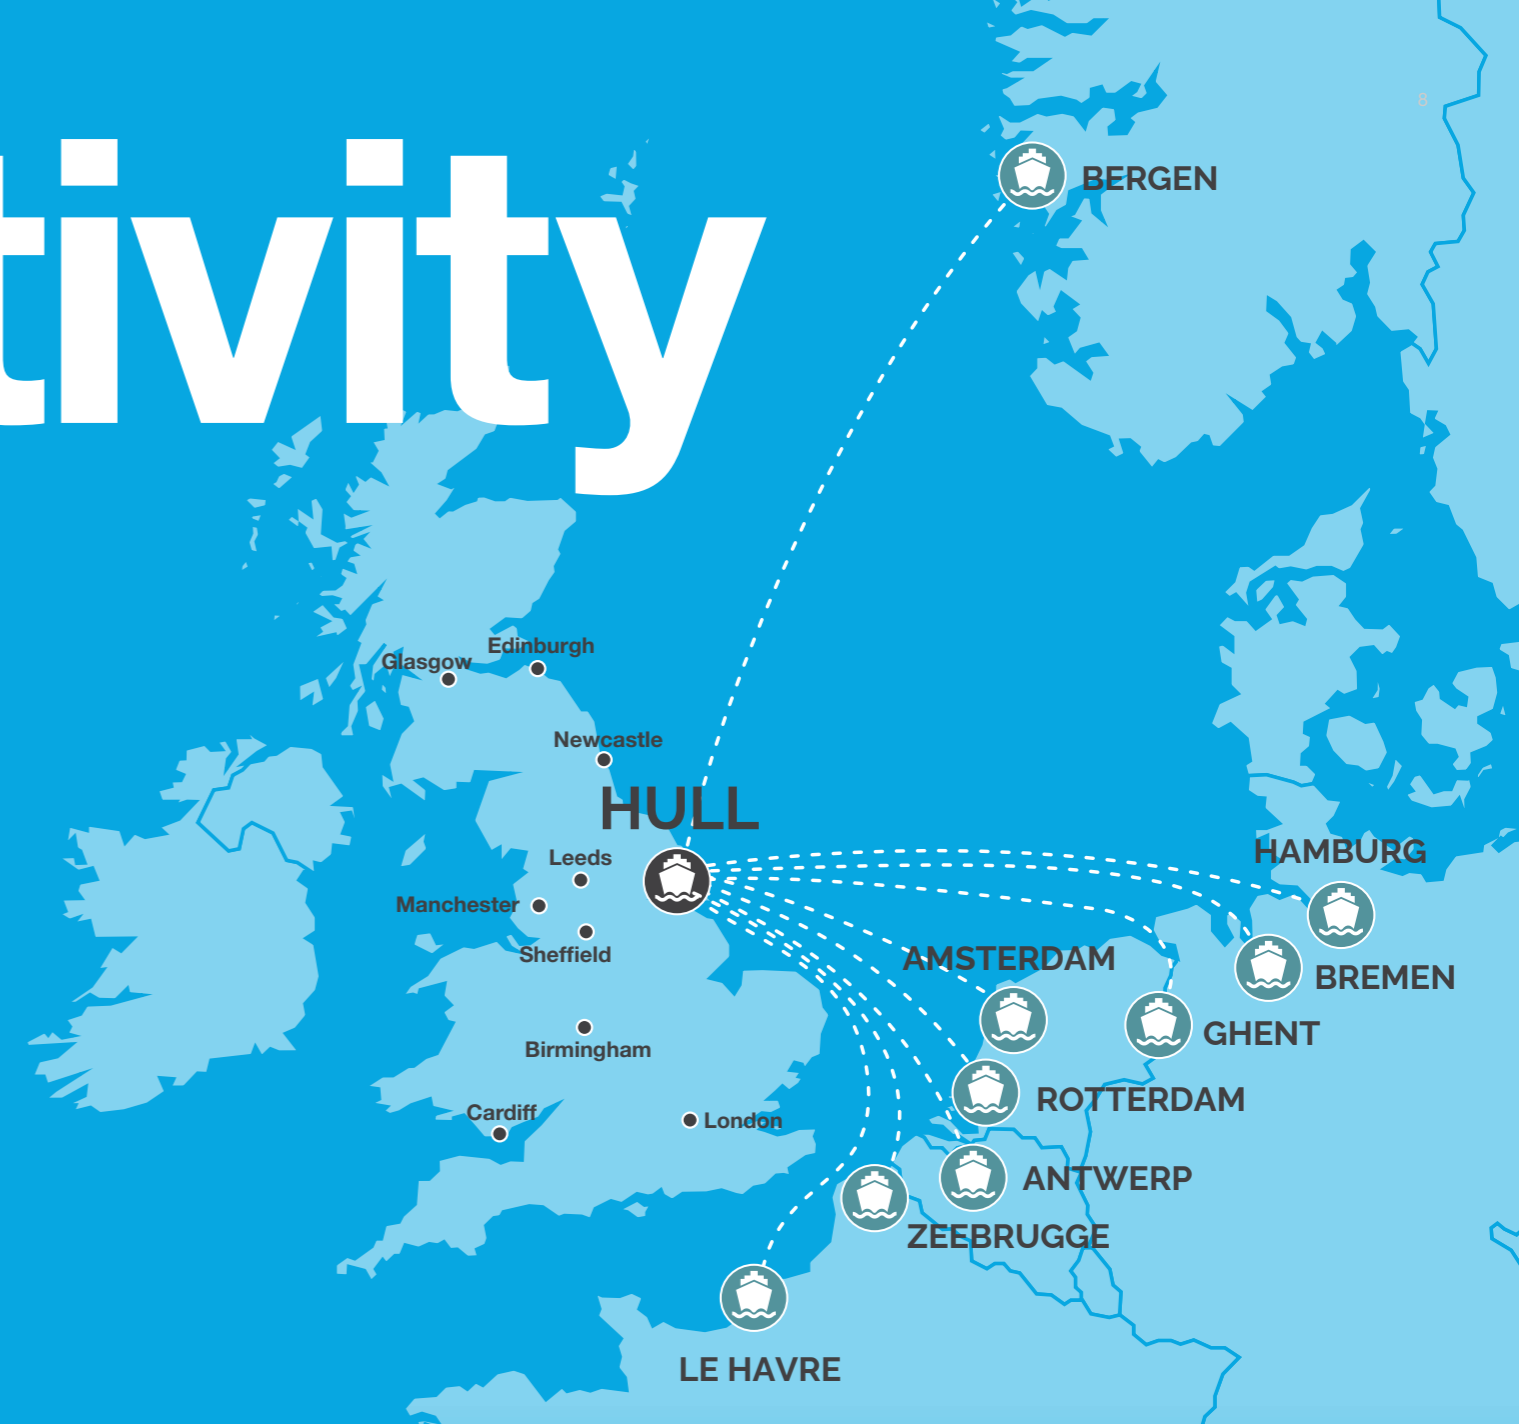 8
tivity
BERGEN
Edinburgh
Glasgow
Newcastle
HULL
Leeds
HAMBURG
Manchester
Sheffield
AMSTERDAM
BREMEN
GHENT
Birmingham
ROTTERDAM
Cardiff
London
ANTWERP
ZEEBRUGGE
LE HAVRE